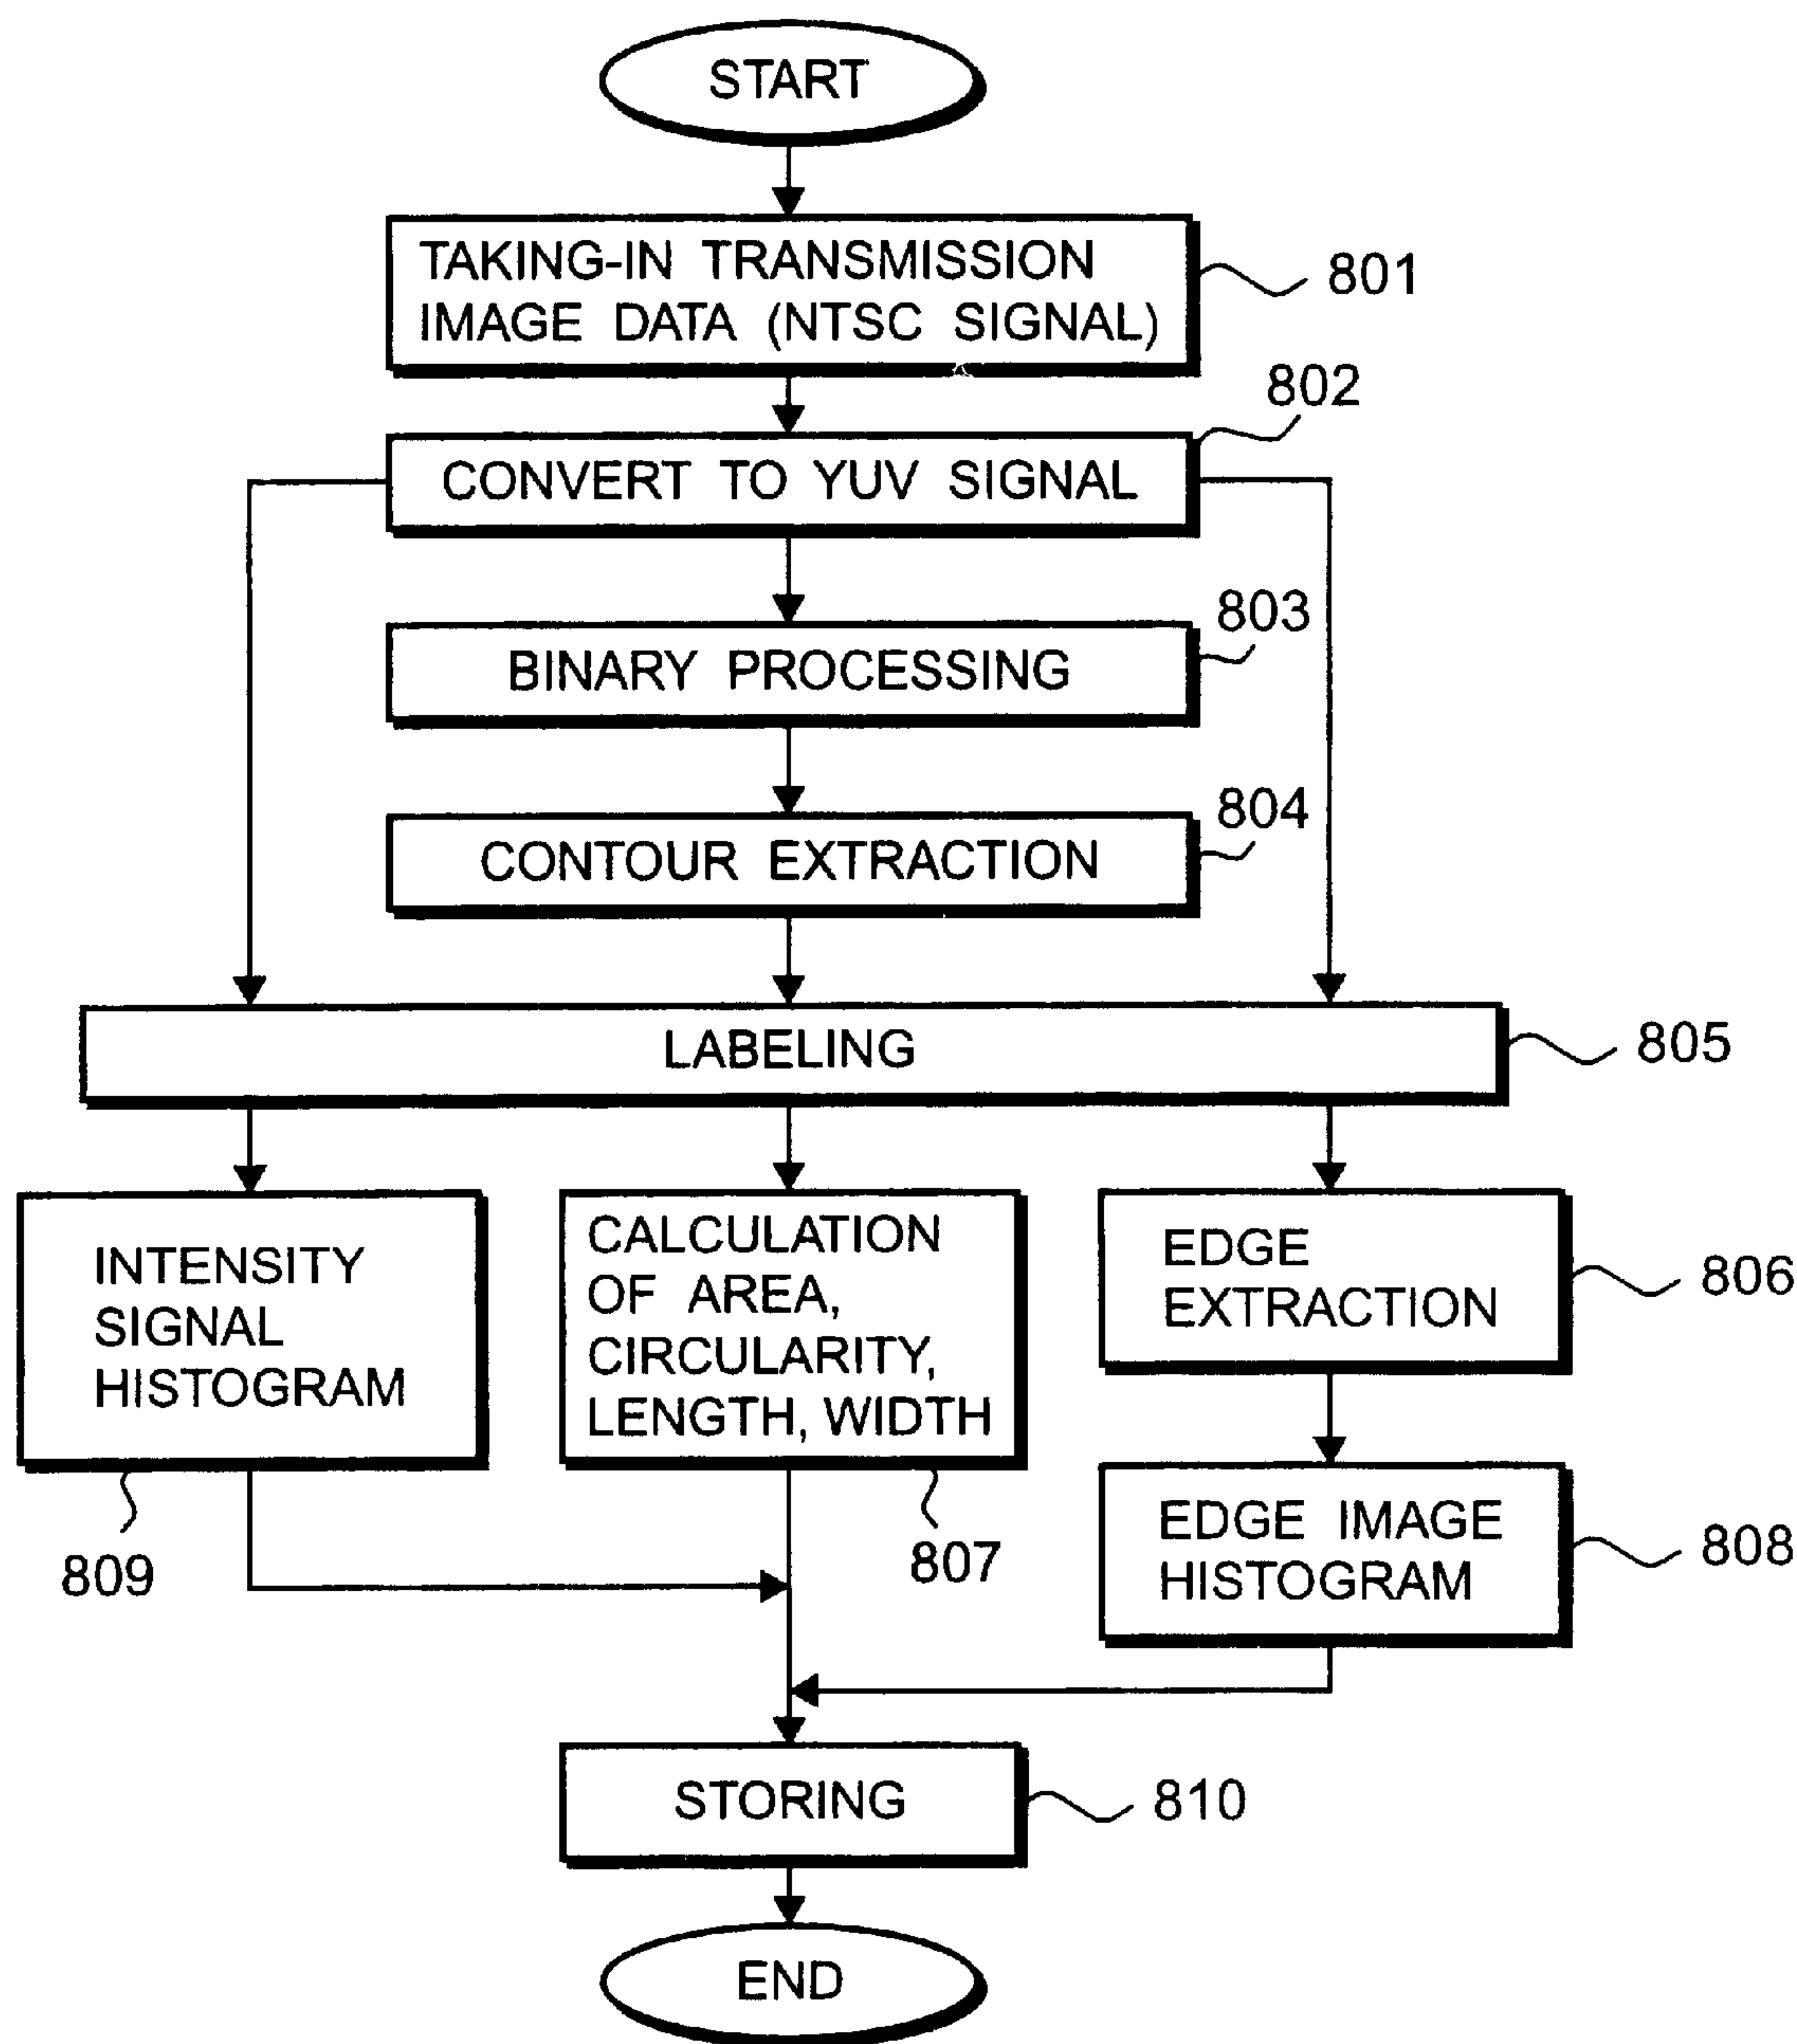 START
TAKING-IN TRANSMISSION
IMAGE DATA (NTSC SIGNAL)
801
802
CONVERT TO YUV SIGNAL
803
BINARY PROCESSING
804
CONTOUR EXTRACTION
LABELING
805
INTENSITY
SIGNAL
HISTOGRAM
809
CALCULATION
OF AREA,
CIRCULARITY,
LENGTH, WIDTH
807
EDGE
EXTRACTION
806
EDGE IMAGE
HISTOGRAM
808
STORING
810
END